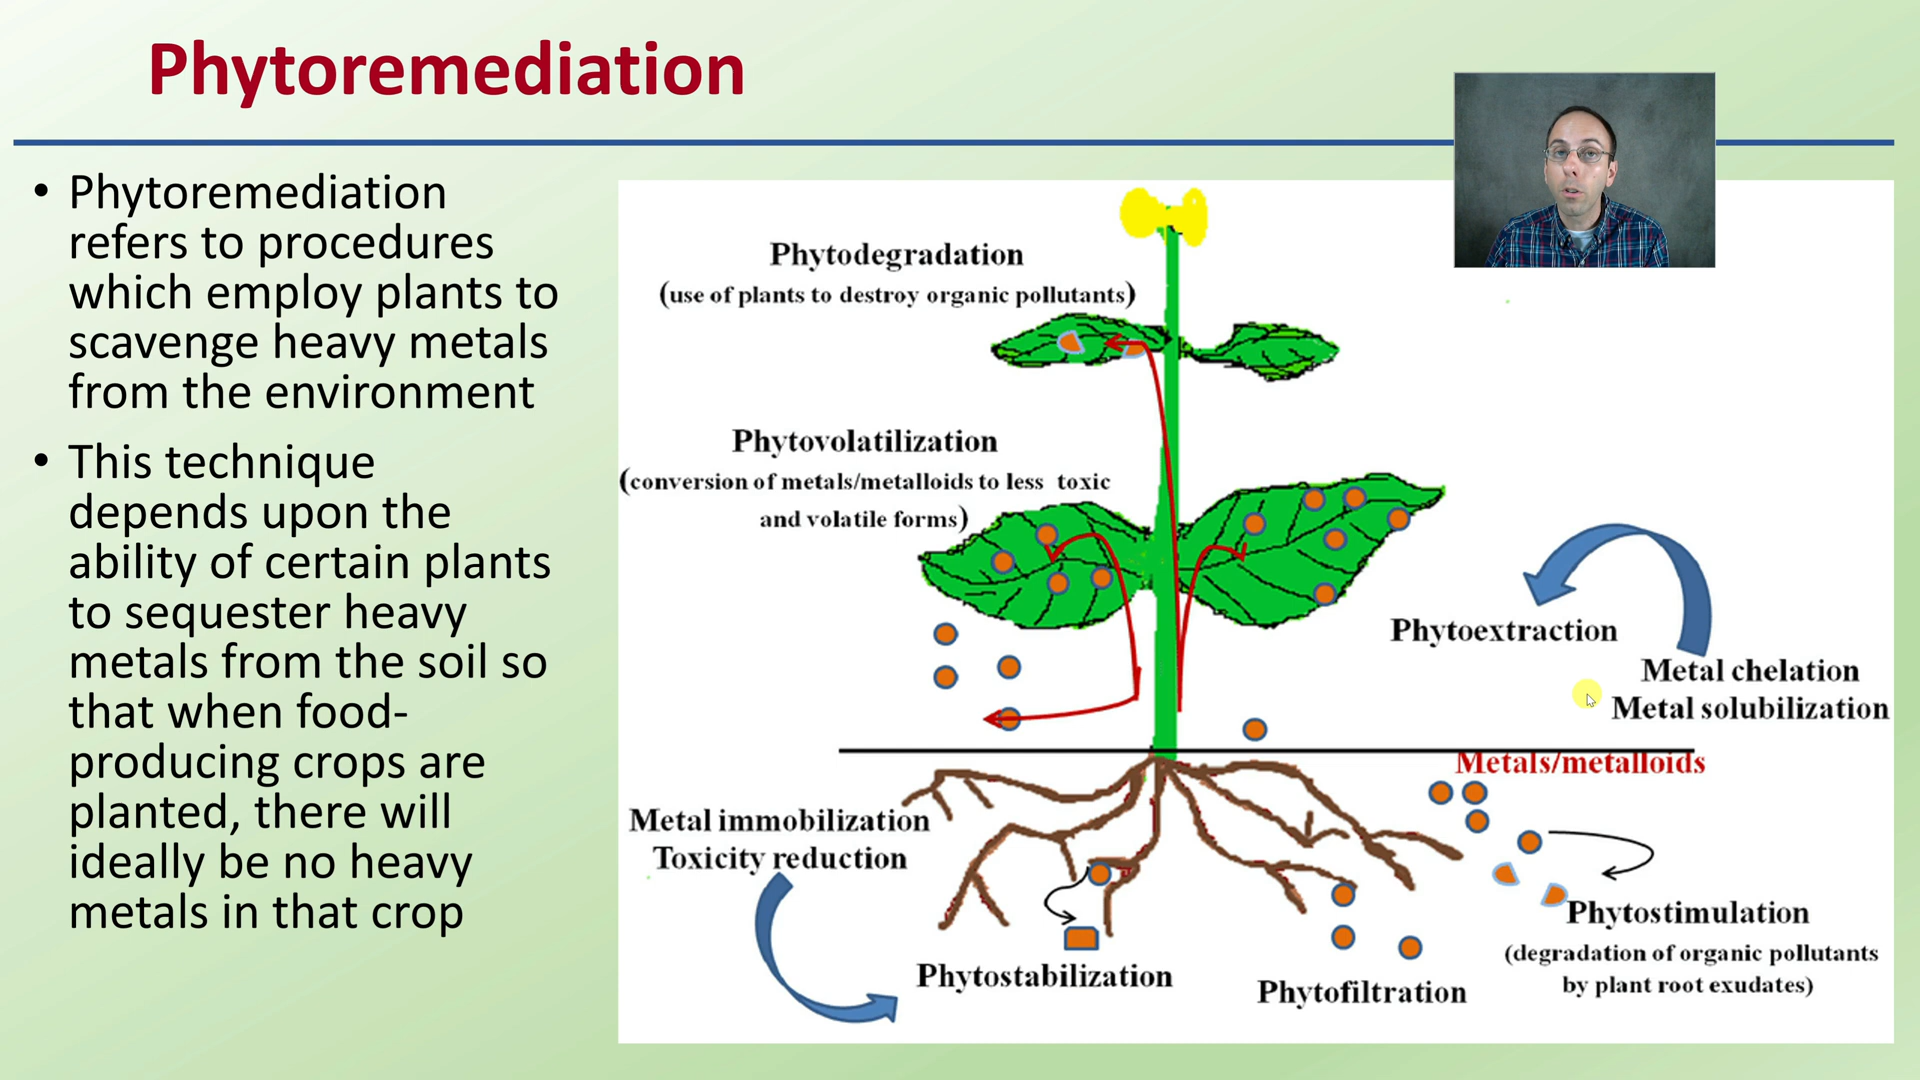 Phytoremediation
• Phytoremediation
refers to procedures
which employ plants to
scavenge heavy metals
from the environment
• This technique
depends upon the
ability of certain plants
to sequester heavy
metals from the soil so
that when food-
producing crops are
planted, there will
ideally be no heavy
metals in that crop
Phytodegradation
(use of plants to destroy organic pollutants)
Phytovolatilization
(conversion of metals/metalloids to less toxic
and volatile forms)
Phytoextraction
Metal chelation
Metal solubilization
Metals/metalloids
Metal immobilization
Toxicity reduction
Phytostabilization
Phytofiltration
Phytostimulation
(degradation of organic pollutants
by plant root exudates)